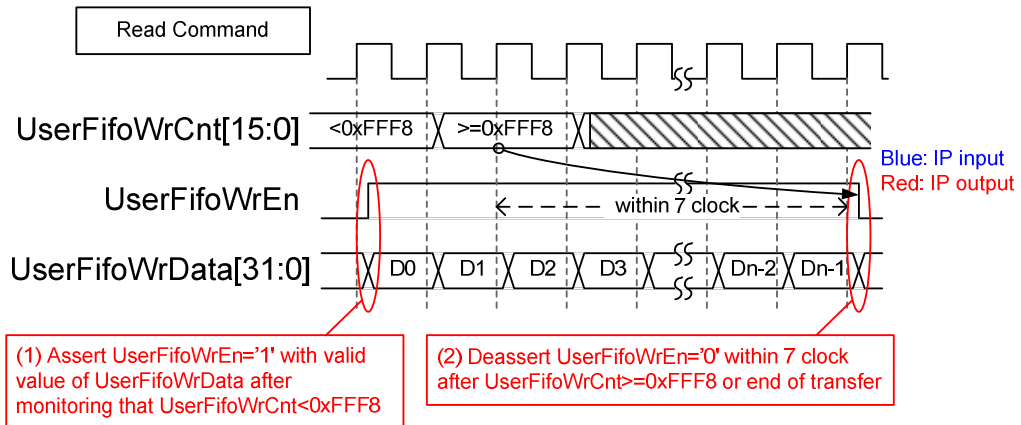 Read Command
UserFifoWrCnt[15:0]
<0xFFF8
>=0xFFF8
Blue: IP input
Red: IP output
UserFifoWrEn
within 7 clock
UserFifoWrData[31:0]
D0 D1 D2 D3 Dn-2 Dn-1
(1) Assert UserFifoWrEn='1' with valid
value of UserFifoWrData after
monitoring that UserFifoWrCnt<0xFFF8
(2) Deassert UserFifoWrEn='0' within 7 clock
after UserFifoWrCnt>=0xFFF8 or end of transfer